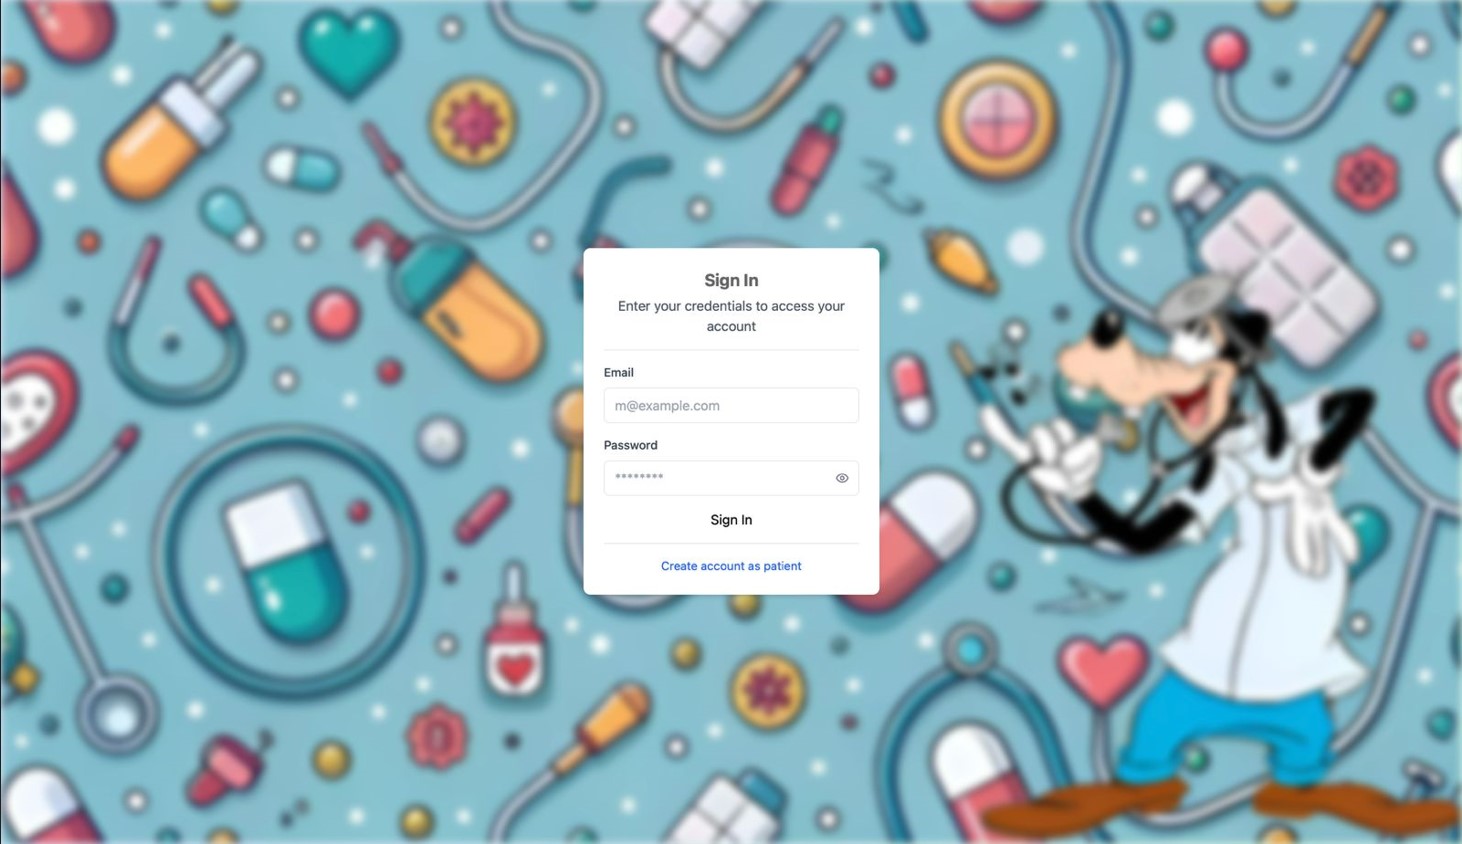 Sign In
Enter your credentials to access your
account
Email
m@example.com
Password
********
Sign In
Create account as patient